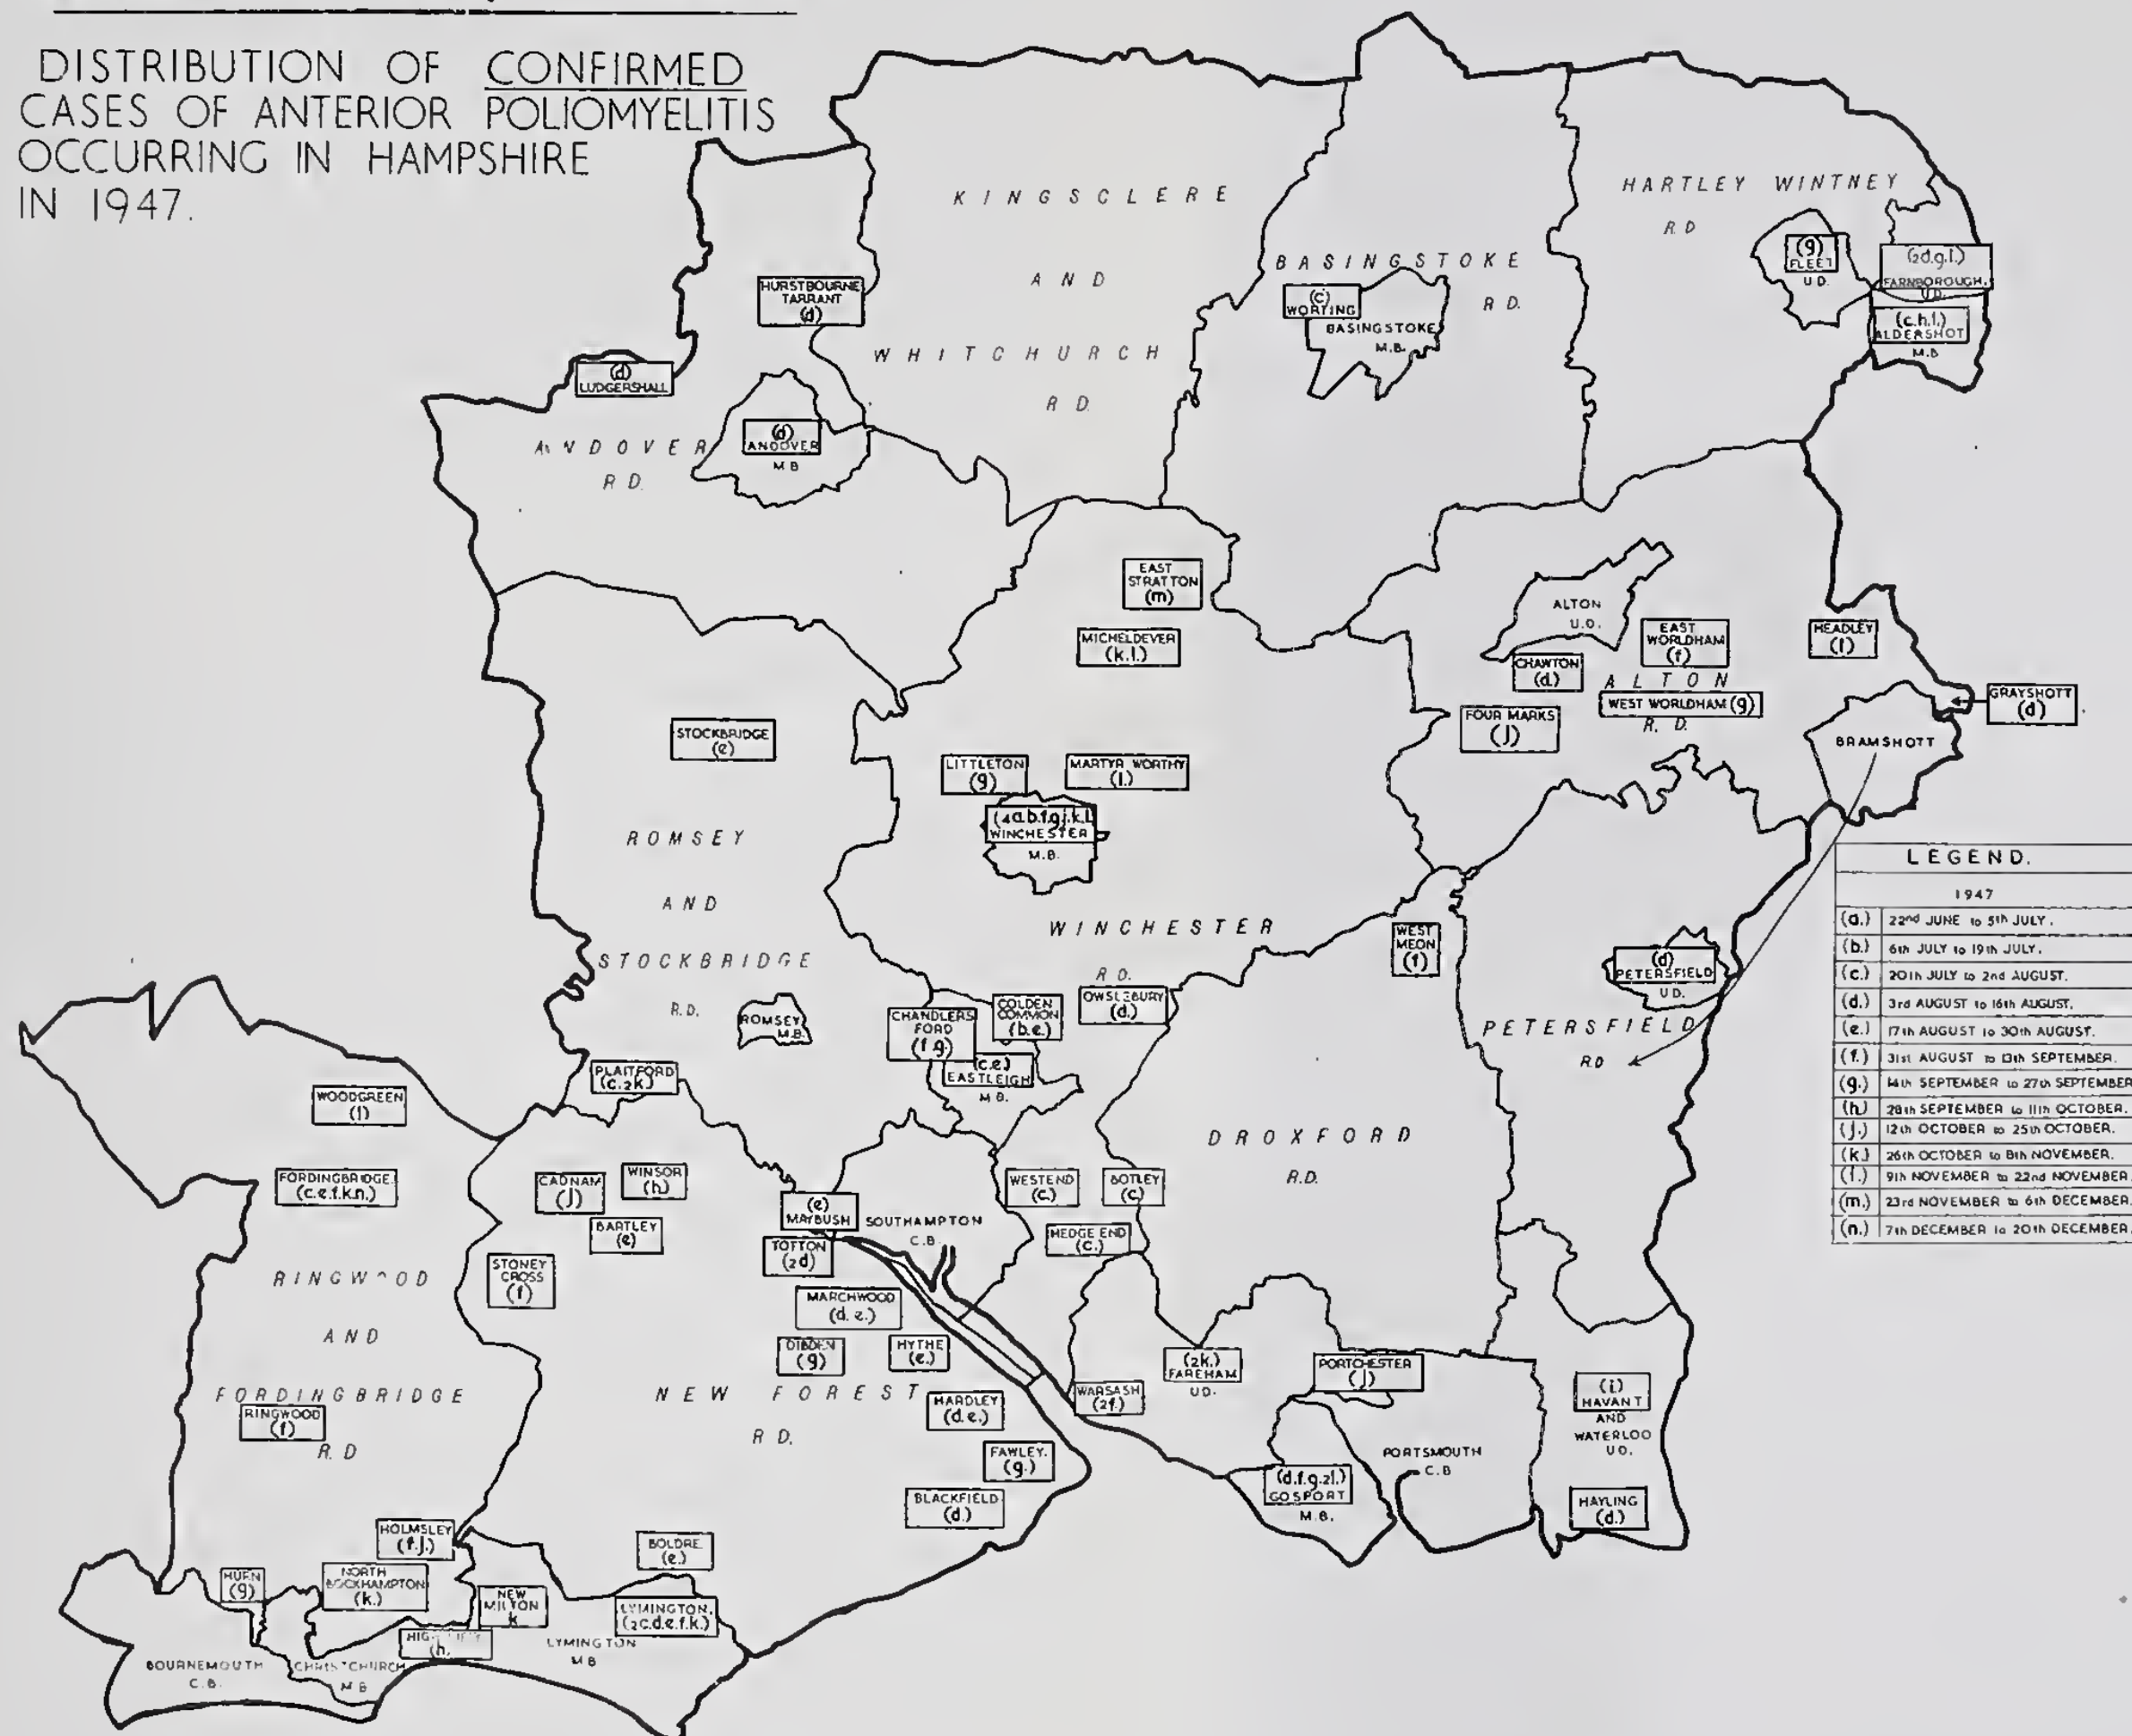 DISTRIBUTION OF CONFIRMED
CASES OF ANTERIOR POLIOMYELITIS
OCCURRING IN HAMPSHIRE
IN 1947.
KINGSCLERE
AND
WHITCHURCH
R D.
HARTLEY WINTNEY
R D
BASINGSTOKE
R D.
(g)
FLEET
U D.
(2d.g.l.)
FARNBOROUGH.
U D.
(c.h.l.)
ALDERSHOT
M.B
HURSTBOURNE
TARRANT
(d)
(c)
WORTING
BASINGSTOKE
M.B.
(d)
LUDGERSHALL
(d)
ANDOVER
M B
ANDOVER
R D.
EAST
STRATTON
(m)
MICHELDEVER
(k.l.)
ALTON
U.D.
EAST
WORLDHAM
(f)
HEADLEY
CHAWTON
(d.)
ALTON
WEST WORLDHAM (g)
R. D.
FOUR MARKS
(j)
GRAYSHOTT
(d)
BRAMSHOTT
STOCKBRIDGE
(e)
LITTLETON
(g)
MARTYR WORTHY
(l.)
(4a.b.f.g.j.k.l.
WINCHESTER
M.B.
ROMSEY
AND
STOCKBRIDGE
R.D.
WINCHESTER
R D.
WEST
MEON
(f)
(d)
PETERSFIELD
U D.
PETERSFIELD
R D
ROMSEY
M.B.
CHANDLERS
FORD
(f.g.)
COLDEN
COMMON
(b.e.)
OWSLEBURY
(d.)
(c.e.)
EASTLEIGH
M B.
PLAITFORD
(c.2k.)
WOODGREEN
FORDINGBRIDGE.
(c.e.f.k.n.)
CADNAM
(j)
WINSOR
(h.)
BARTLEY
(e)
STONEY
CROSS
(f)
(e)
MAYBUSH
SOUTHAMPTON
C.B.
TOTTON
(2d)
WESTEND
(c.)
BOTLEY
(c)
HEDGE END
(c.)
DROXFORD
R.D.
MARCHWOOD
(d. e.)
DIBDEN
(g)
HYTHE
(e.)
HARDLEY
(d.e.)
FAWLEY.
(g.)
BLACKFIELD
(d.)
RINGWOOD
AND
FORDINGBRIDGE
RINGWOOD
(f)
R. D
NEW FOREST
R D.
WARSASH
(2f.)
(2k.)
FAREHAM
U.D.
PORTCHESTER
(j)
PORTSMOUTH
C.B
(d.f.g.2l.)
GOSPORT
M.B.
HAVANT
AND
WATERLOO
U D.
HAYLING
(d.)
HOLMSLEY
(f.j.)
HURN
(g)
NORTH
BOCKHAMPTON
(k.)
NEW
MILTON
k
(h.
BOLDRE.
(e.)
LYMINGTON.
(2c.d.e.f.k.)
LYMINGTON
M B
BOURNEMOUTH
C.B.
CHRISTCHURCH
M B
LEGEND.
1947
(a.) 22nd JUNE to 5th JULY.
(b.) 6th JULY to 19th JULY.
(c.) 20th JULY to 2nd AUGUST.
(d.) 3rd AUGUST to 16th AUGUST.
(e.) 17th AUGUST to 30th AUGUST.
(f.) 31st AUGUST to 13th SEPTEMBER.
(g.) 14th SEPTEMBER to 27th SEPTEMBER
(h.) 28th SEPTEMBER to 11th OCTOBER.
(j.) 12th OCTOBER to 25th OCTOBER.
(k.) 26th OCTOBER to 8th NOVEMBER.
(l.) 9th NOVEMBER to 22nd NOVEMBER.
(m.) 23rd NOVEMBER to 6th DECEMBER.
(n.) 7th DECEMBER to 20th DECEMBER.